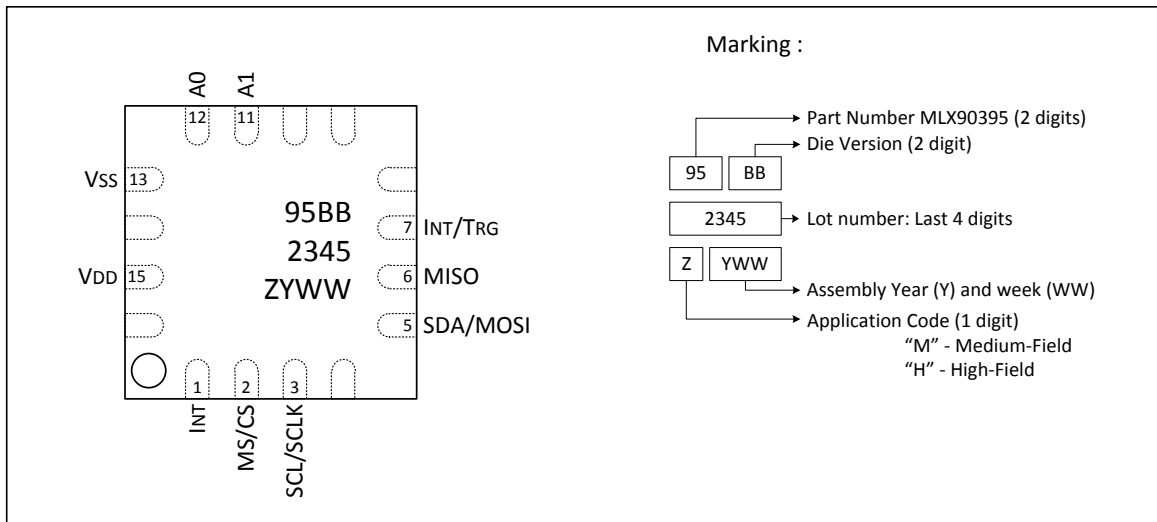 Marking :
A0
A1
12
11
VSS
13
VDD
15
95BB
2345
ZYWW
7
INT/TRG
6
MISO
5
SDA/MOSI
1
2
3
INT
MS/CS
SCL/SCLK
Part Number MLX90395 (2 digits)
Die Version (2 digit)
95
BB
2345
Lot number: Last 4 digits
Z
YWW
Assembly Year (Y) and week (WW)
Application Code (1 digit)
“M” - Medium-Field
“H” - High-Field